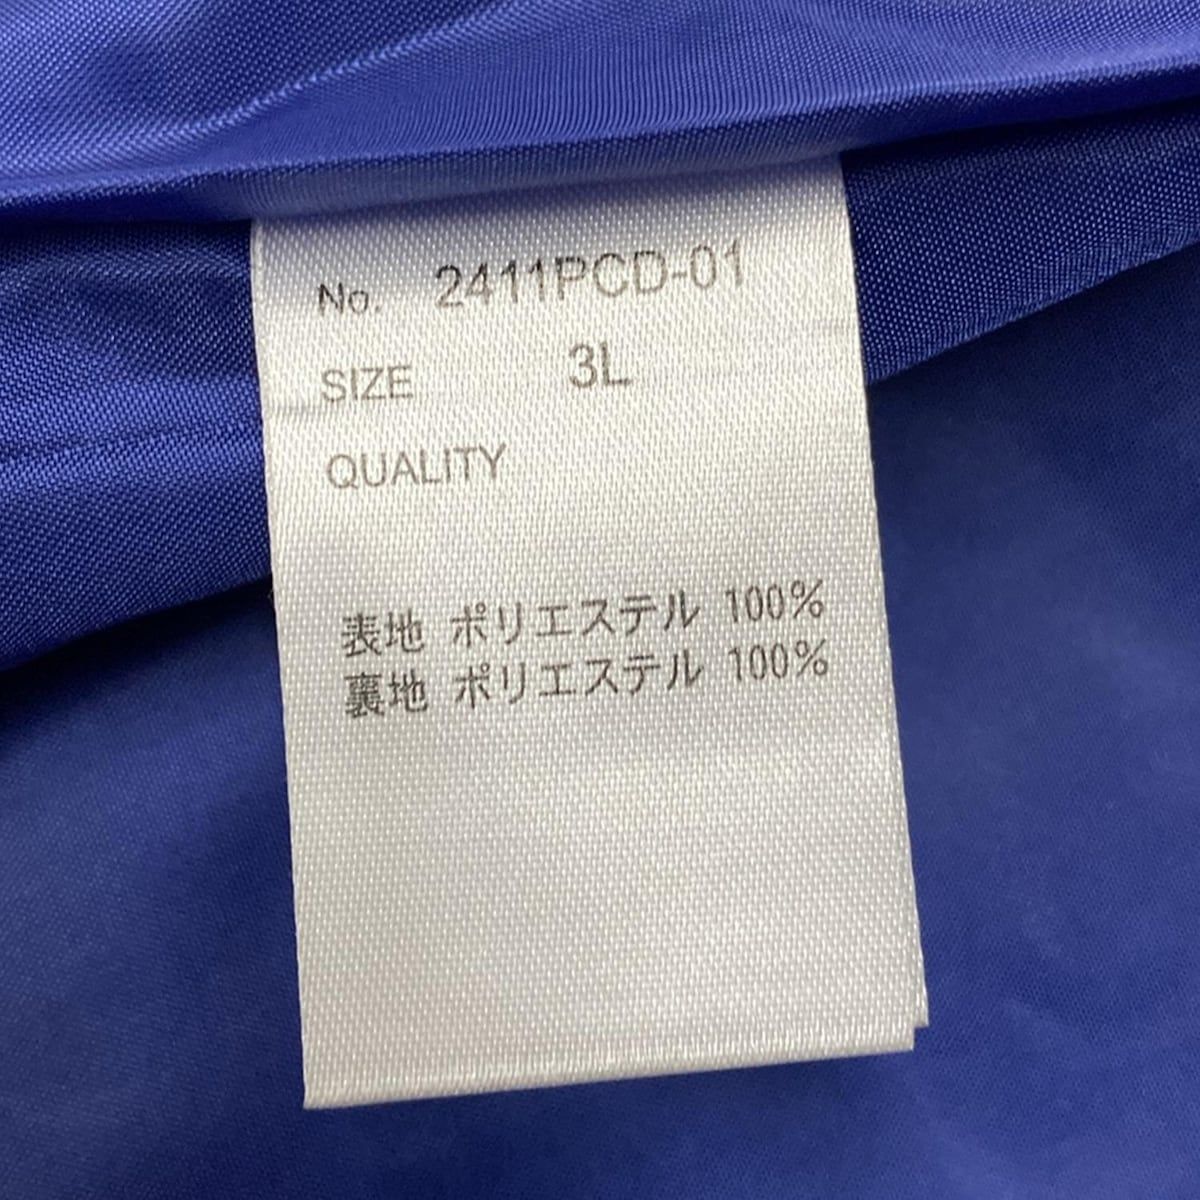 No. 2411PCD-01
SIZE 3L
QUALITY
表地 ポリエステル 100%
裏地 ポリエステル 100%